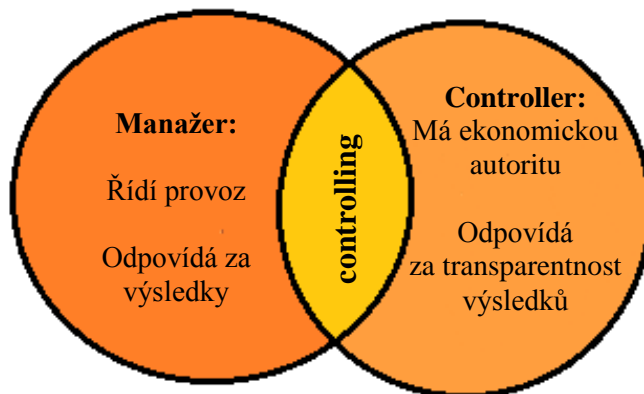 Manažer:
Řídí provoz
Odpovídá za
výsledky
controlling
Controller:
Má ekonomickou
autoritu
Odpovídá
za transparentnost
výsledků